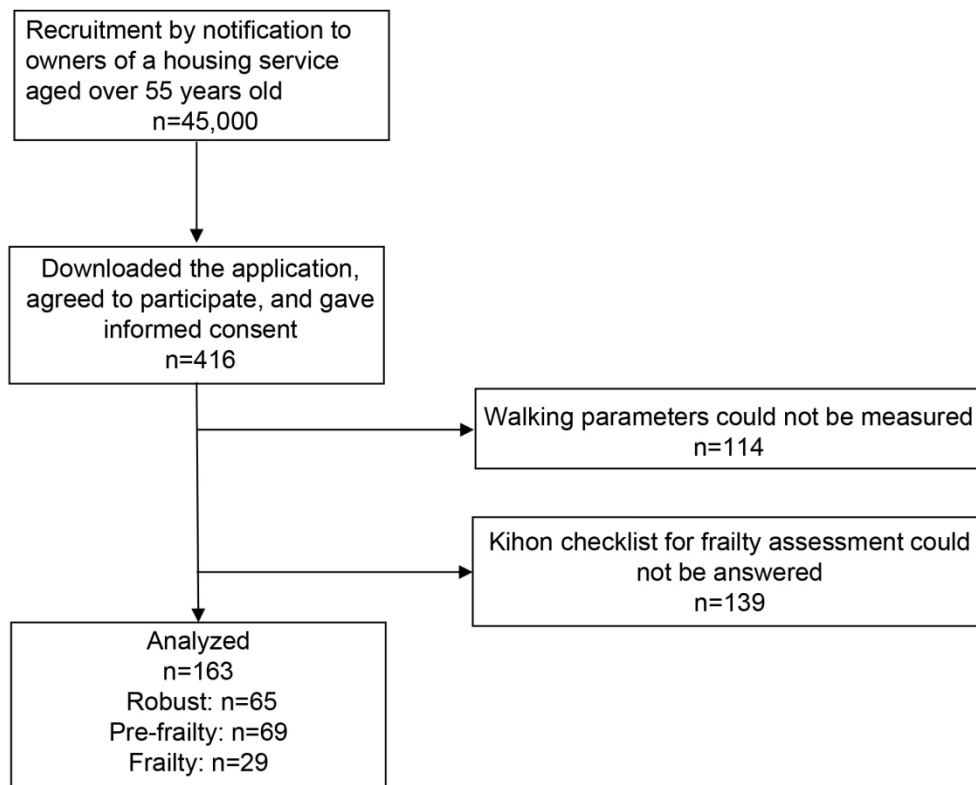 Recruitment by notification to
owners of a housing service
aged over 55 years old
n=45,000
Downloaded the application,
agreed to participate, and gave
informed consent
n=416
Walking parameters could not be measured
n=114
Kihon checklist for frailty assessment could
not be answered
n=139
Analyzed
n=163
Robust: n=65
Pre-frailty: n=69
Frailty: n=29